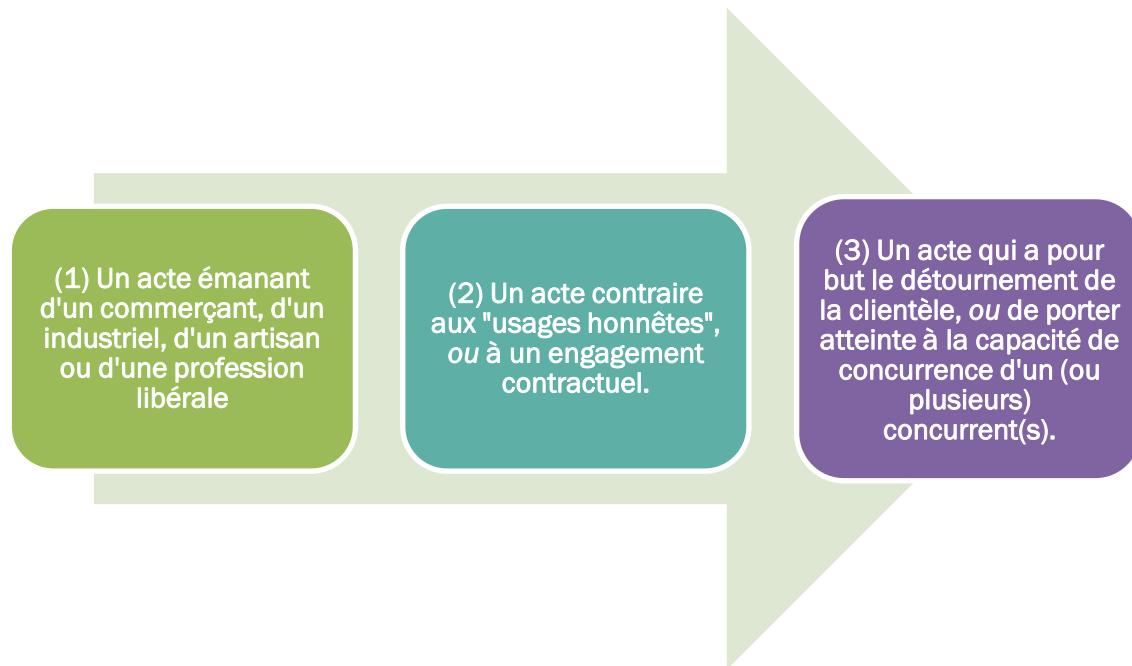 (1) Un acte émanant
d'un commerçant, d'un
industriel, d'un artisan
ou d'une profession
libérale
(2) Un acte contraire
aux "usages honnêtes",
ou à un engagement
contractuel.
(3) Un acte qui a pour
but le détournement de
la clientèle, ou de porter
atteinte à la capacité de
concurrence d'un (ou
plusieurs)
concurrent(s).